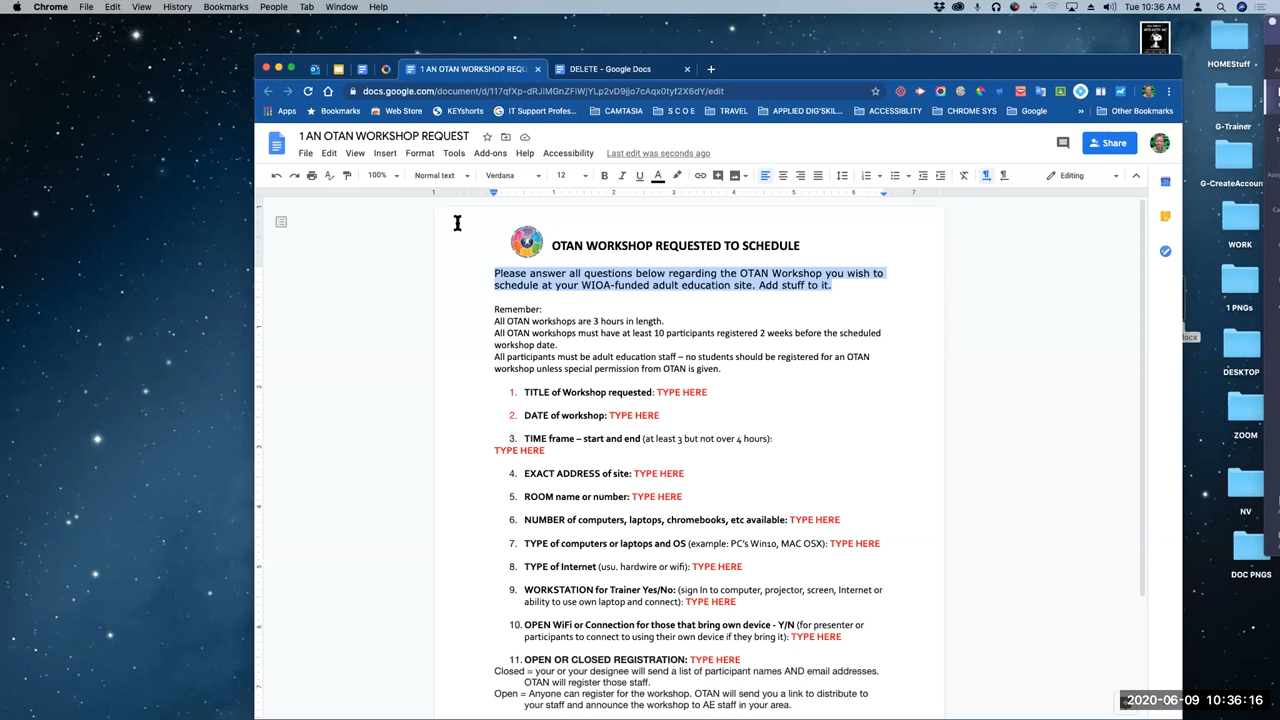 Chrome File Edit View History Bookmarks People Tab Window Help Tue 10:36 AM
1 AN OTAN WORKSHOP REQU × DELETE - Google Docs × +
docs.google.com/document/d/
Apps Bookmarks Web Store KEYshorts IT Support Profes... CAMTASIA S C O E TRAVEL APPLIED DIG'SKIL... ACCESSIBLITY CHROME SYS Google Other Bookmarks
1 AN OTAN WORKSHOP REQUEST
Share
File Edit View Insert Format Tools Add-ons Help Accessibility Last edit was seconds ago
100% Normal text Verdana 12 B I U A Editing
1 1 2 3 4 5 6 7
OTAN WORKSHOP REQUESTED TO SCHEDULE
Please answer all questions below regarding the OTAN Workshop you wish to
schedule at your WIOA-funded adult education site. Add stuff to it.
Remember:
All OTAN workshops are 3 hours in length.
All OTAN workshops must have at least 10 participants registered 2 weeks before the scheduled
workshop date.
All participants must be adult education staff – no students should be registered for an OTAN
workshop unless special permission from OTAN is given.
1. TITLE of Workshop requested: TYPE HERE
2. DATE of workshop: TYPE HERE
3. TIME frame – start and end (at least 3 but not over 4 hours):
TYPE HERE
4. EXACT ADDRESS of site: TYPE HERE
5. ROOM name or number: TYPE HERE
6. NUMBER of computers, laptops, chromebooks, etc available: TYPE HERE
7. TYPE of computers or laptops and OS (example: PC's Win10, MAC OSX): TYPE HERE
8. TYPE of Internet (usu. hardwire or wifi): TYPE HERE
9. WORKSTATION for Trainer Yes/No: (sign In to computer, projector, screen, Internet or
ability to use own laptop and connect): TYPE HERE
10. OPEN WiFi or Connection for those that bring own device - Y/N (for presenter or
participants to connect to using their own device if they bring it): TYPE HERE
11. OPEN OR CLOSED REGISTRATION: TYPE HERE
Closed = your or your designee will send a list of participant names AND email addresses.
OTAN will register those staff.
Open = Anyone can register for the workshop. OTAN will send you a link to distribute to
your staff and announce the workshop to AE staff in your area.
HOMEStuff
G-Trainer
G-CreateAccoun
WORK
1 PNGs
ocx
DESKTOP
ZOOM
NV
DOC PNGS
2020-06-09 10:36:16